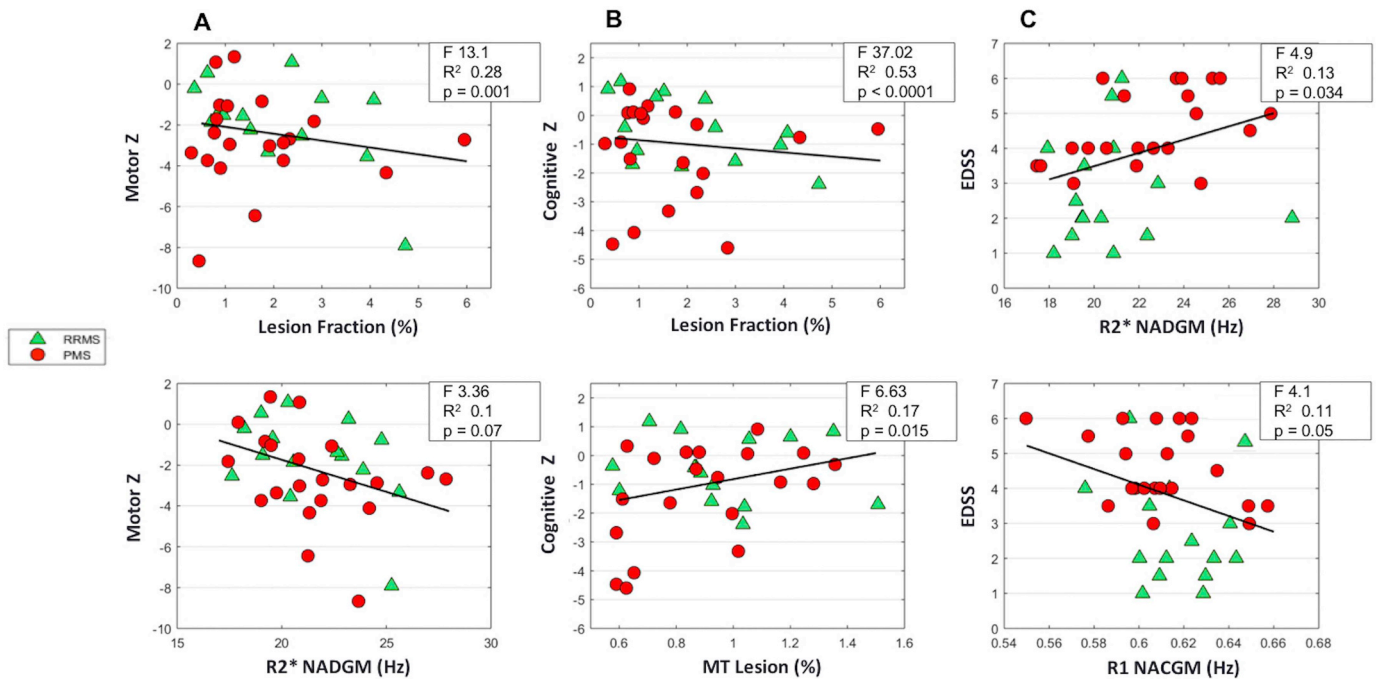 A
B
C
F 13.1
R² 0.28
p = 0.001
2
0
-2
-4
-6
-8
-10
Motor Z
0 1 2 3 4 5 6
Lesion Fraction (%)
F 37.02
R² 0.53
p < 0.0001
2
1
0
-1
-2
-3
-4
-5
-6
Cognitive Z
0 1 2 3 4 5 6
Lesion Fraction (%)
F 4.9
R² 0.13
p = 0.034
7
6
5
4
3
2
1
0
EDSS
16 18 20 22 24 26 28 30
R2* NADGM (Hz)
RRMS
PMS
F 3.36
R² 0.1
p = 0.07
2
0
-2
-4
-6
-8
-10
Motor Z
15 20 25 30
R2* NADGM (Hz)
F 6.63
R² 0.17
p = 0.015
2
1
0
-1
-2
-3
-4
-5
-6
Cognitive Z
0.6 0.8 1 1.2 1.4 1.6
MT Lesion (%)
F 4.1
R² 0.11
p = 0.05
7
6
5
4
3
2
1
0
EDSS
0.54 0.56 0.58 0.6 0.62 0.64 0.66 0.68
R1 NACGM (Hz)